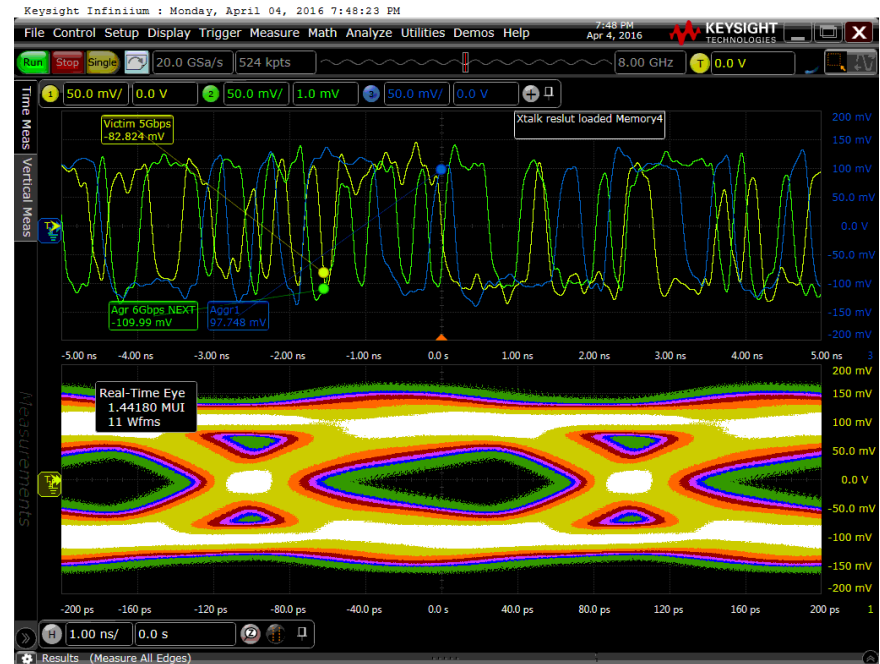 Keysight Infiniium : Monday, April 04, 2016 7:48:23 PM
File Control Setup Display Trigger Measure Math Analyze Utilities Demos Help
7:48 PM
Apr 4, 2016
KEYSIGHT
TECHNOLOGIES
X
Run Stop Single 20.0 GSa/s 524 kpts 8.00 GHz T 0.0 V
1 50.0 mV/ 0.0 V 2 50.0 mV/ 1.0 mV 3 50.0 mV/ 0.0 V +
Time Meas
Vertical Meas
Measurements
Victim 5Gbps
-82.824 mV
Xtalk reslut loaded Memory4
200 mV
150 mV
100 mV
50.0 mV
0.0 V
-50.0 mV
-100 mV
-150 mV
-200 mV
Agr 6Gbps NEXT
-109.99 mV
Aggr1
97.748 mV
-5.00 ns -4.00 ns -3.00 ns -2.00 ns -1.00 ns 0.0 s 1.00 ns 2.00 ns 3.00 ns 4.00 ns 5.00 ns 3
Real-Time Eye
1.44180 MUI
11 Wfms
200 mV
150 mV
100 mV
50.0 mV
0.0 V
-50.0 mV
-100 mV
-150 mV
-200 mV
-200 ps -160 ps -120 ps -80.0 ps -40.0 ps 0.0 s 40.0 ps 80.0 ps 120 ps 160 ps 200 ps 1
H 1.00 ns/ 0.0 s
Results (Measure All Edges)